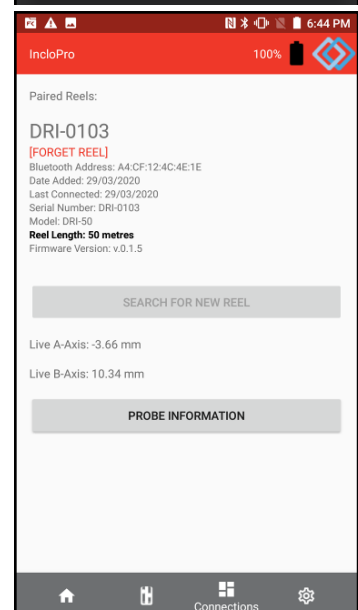 6:44 PM
IncloPro
100%
Paired Reels:
DRI-0103
[FORGET REEL]
Bluetooth Address: A4:CF:12:4C:4E:1E
Date Added: 29/03/2020
Last Connected: 29/03/2020
Serial Number: DRI-0103
Model: DRI-50
Reel Length: 50 metres
Firmware Version: v.0.1.5
SEARCH FOR NEW REEL
Live A-Axis: -3.66 mm
Live B-Axis: 10.34 mm
PROBE INFORMATION
Connections